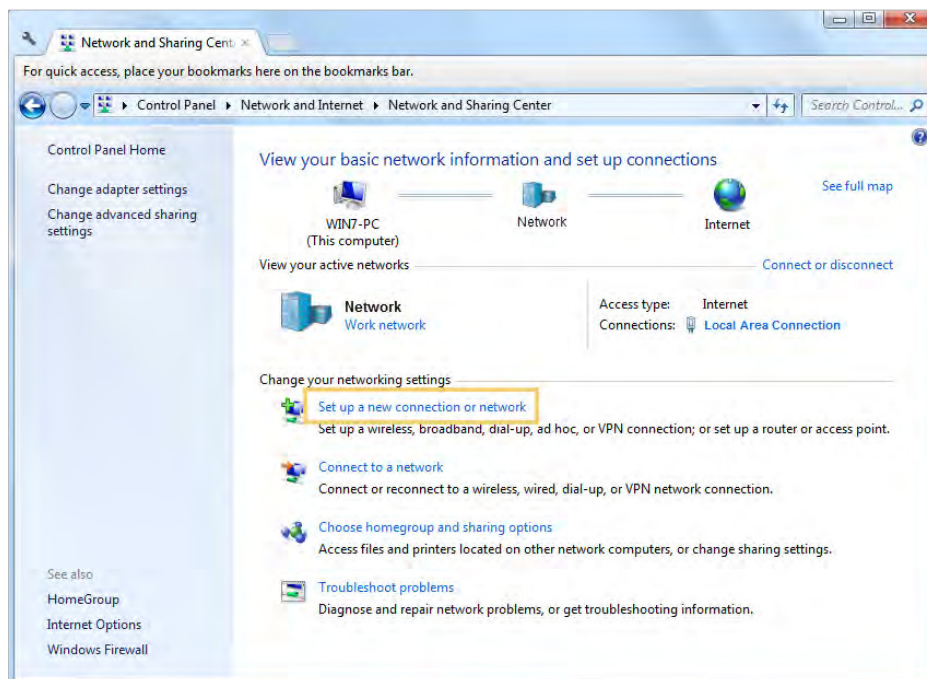 Network and Sharing Cent
For quick access, place your bookmarks here on the bookmarks bar.
Control Panel Network and Internet Network and Sharing Center
Search Control...
Control Panel Home
Change adapter settings
Change advanced sharing
settings
View your basic network information and set up connections
See full map
WIN7-PC
(This computer)
Network
Internet
View your active networks
Connect or disconnect
Network
Work network
Access type: Internet
Connections: Local Area Connection
Change your networking settings
Set up a new connection or network
Set up a wireless, broadband, dial-up, ad hoc, or VPN connection; or set up a router or access point.
Connect to a network
Connect or reconnect to a wireless, wired, dial-up, or VPN network connection.
Choose homegroup and sharing options
Access files and printers located on other network computers, or change sharing settings.
Troubleshoot problems
Diagnose and repair network problems, or get troubleshooting information.
See also
HomeGroup
Internet Options
Windows Firewall